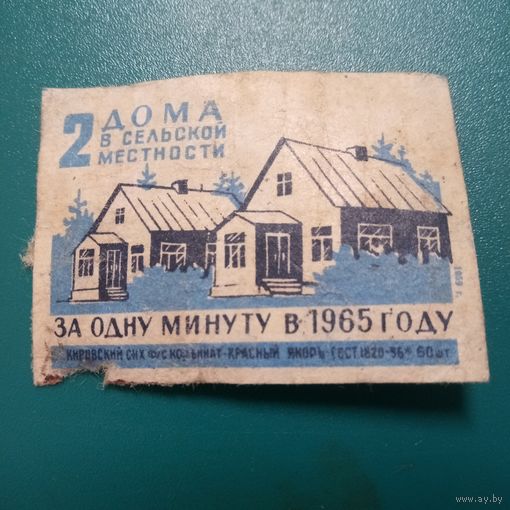 2 ДОМА
В СЕЛЬСКОЙ
МЕСТНОСТИ
1959 г.
ЗА ОДНУ МИНУТУ В 1965 ГОДУ
КИРОВСКИЙ СНХ Ф/С КОМБИНАТ "КРАСНЫЙ ЯКОРЬ" ГОСТ 1820-56 60 шт.
www.ay.by